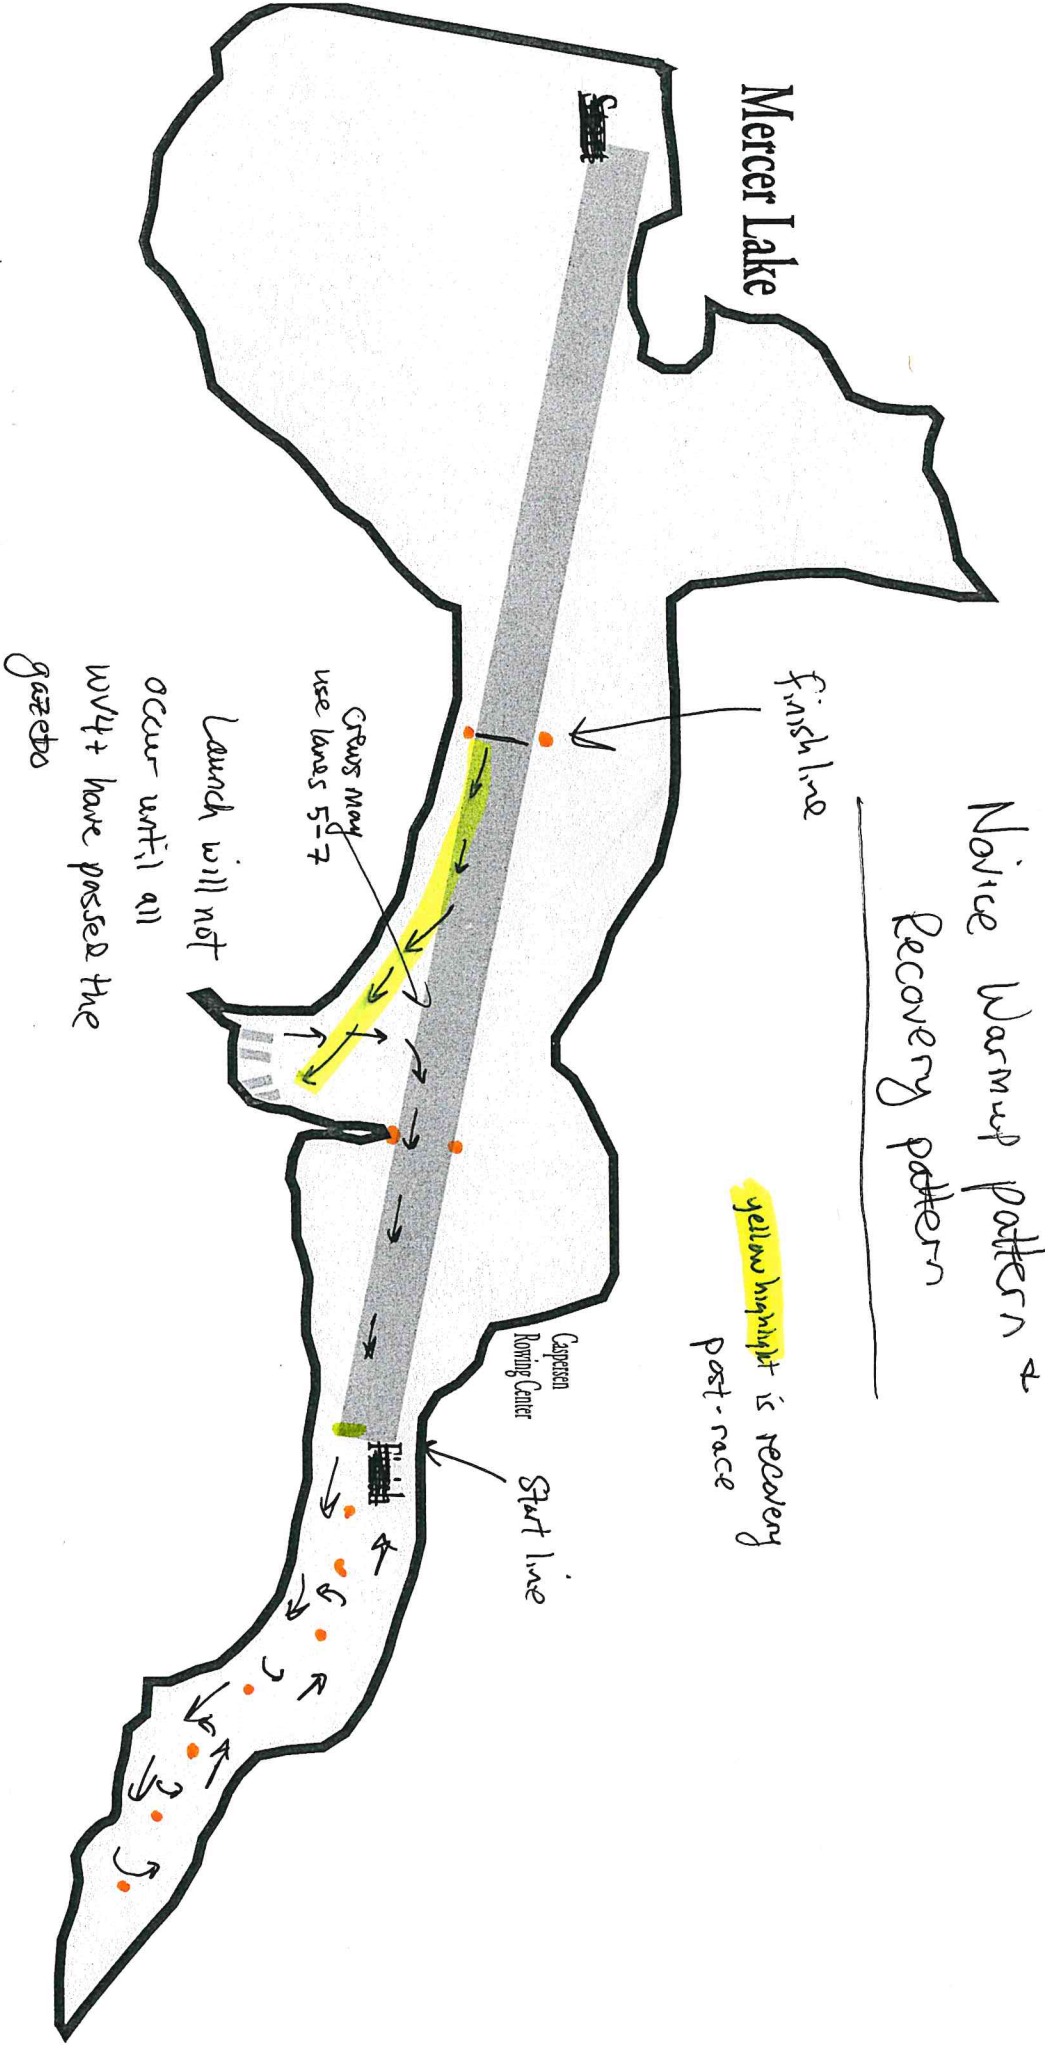 Mercer Lake
Novice Warmup pattern &
Recovery pattern
finish line
yellow highlight is recovery
post-race
Caspersen
Rowing Center
Start line
Crews may
use lanes 5-7
Launch will not
occur until all
WV4+ have passed the
gazebo